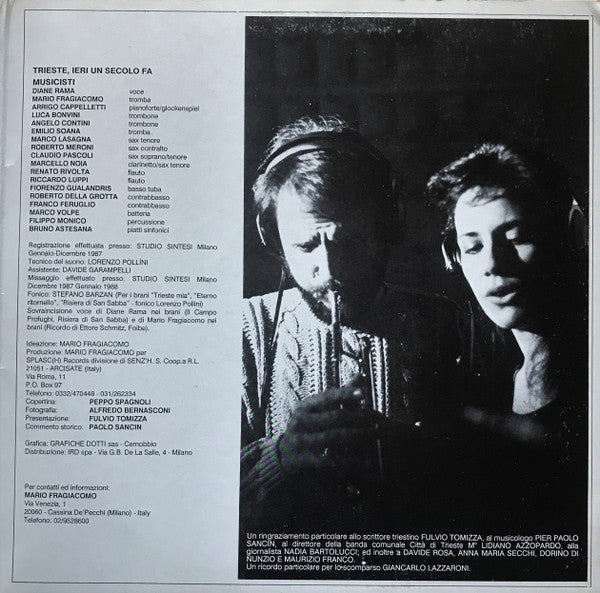 TRIESTE, IERI UN SECOLO FA
MUSICISTI
DIANE RAMA voce
MARIO FRAGIACOMO tromba
ARRIGO CAPPELLETTI pianoforte/glockenspiel
LUCA BONVINI trombone
ANGELO CONTINI trombone
EMILIO SOANA tromba
MARCO LASAGNA sax tenore
ROBERTO MERONI sax contralto
CLAUDIO PASCOLI sax soprano/tenore
MARCELLO NOIA clarinetto/sax tenore
RENATO RIVOLTA flauto
RICCARDO LUPPI flauto
FIORENZO GUALANDRIS basso tuba
ROBERTO DELLA GROTTA contrabbasso
FRANCO FERUGLIO contrabbasso
MARCO VOLPE batteria
FILIPPO MONICO percussione
BRUNO ASTESANA piatti sinfonici
Registrazione effettuata presso: STUDIO SINTESI Milano
Gennaio-Dicembre 1987
Tecnico del suono: LORENZO POLLINI
Assistente: DAVIDE GARAMPELLI
Missaggio effettuato presso: STUDIO SINTESI Milano
Dicembre 1987 Gennaio 1988
Fonico: STEFANO BARZAN (Per i brani "Trieste mia", "Eterno
ritornello", "Risiera di San Sabba" - fonico Lorenzo Pollini)
Sovraincisione voce di Diane Rama nei brani (Il Campo
Profughi, Risiera di San Sabba) e di Mario Fragiacomo nei
brani (Ricordo di Ettore Schmitz, Foibe).
Ideazione: MARIO FRAGIACOMO
Produzione: MARIO FRAGIACOMO par
SPLASC(H) Records divisione di SENZ'H. S. Coop.a R.L.
21051 - ARCISATE (Italy)
Via Roma, 11
P.O. Box 97
Telefono: 0332/470448 - 031/262334
Copertina: PEPPO SPAGNOLI
Fotografia: ALFREDO BERNASCONI
Presentazione: FULVIO TOMIZZA
Commento storico: PAOLO SANCIN
Grafica: GRAFICHE DOTTI sas - Cernobbio
Distribuzione: IRD spa - Via G.B. De La Salle, 4 - Milano
Per contatti ed informazioni:
MARIO FRAGIACOMO
Via Venezia, 1
20060 - Cassina De'Pecchi (Milano) - Italy
Telefono: 02/9528600
Un ringraziamento particolare allo scrittore triestino FULVIO TOMIZZA, al musicologo PIER PAOLO
SANCIN, al direttore della banda comunale Città di Trieste Mº LIDIANO AZZOPARDO, alla
giornalista NADIA BARTOLUCCI; ed inoltre a DAVIDE ROSA, ANNA MARIA SECCHI, DORINO DI
NUNZIO E MAURIZIO FRANCO.
Un ricordo particolare per lo scomparso GIANCARLO LAZZARONI.